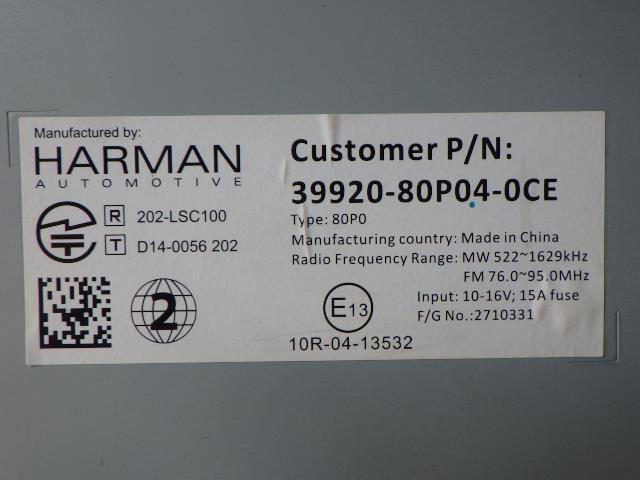 Manufactured by:
HARMAN
AUTOMOTIVE
R 202-LSC100
T D14-0056 202
2
Customer P/N:
39920-80P04-0CE
Type: 80P0
Manufacturing country: Made in China
Radio Frequency Range: MW 522~1629kHz
FM 76.0~95.0MHz
Input: 10-16V; 15A fuse
F/G No.:2710331
E13
10R-04-13532